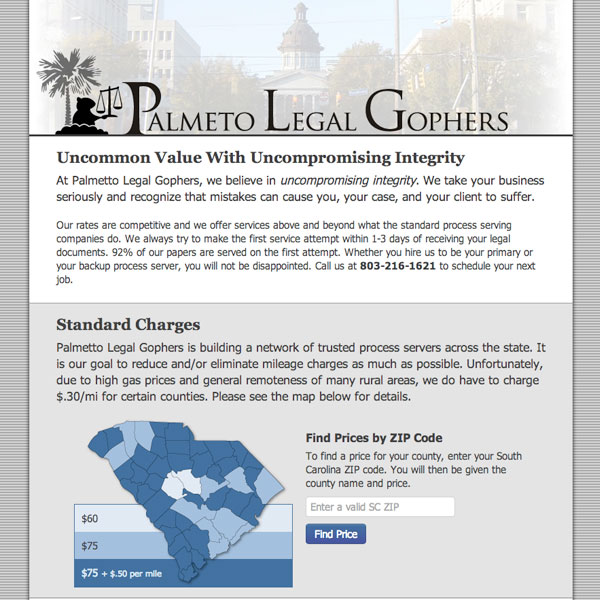 PALMETO LEGAL GOPHERS
Uncommon Value With Uncompromising Integrity
At Palmetto Legal Gophers, we believe in uncompromising integrity. We take your business
seriously and recognize that mistakes can cause you, your case, and your client to suffer.
Our rates are competitive and we offer services above and beyond what the standard process serving
companies do. We always try to make the first service attempt within 1-3 days of receiving your legal
documents. 92% of our papers are served on the first attempt. Whether you hire us to be your primary or
your backup process server, you will not be disappointed. Call us at 803-216-1621 to schedule your next
job.
Standard Charges
Palmetto Legal Gophers is building a network of trusted process servers across the state. It
is our goal to reduce and/or eliminate mileage charges as much as possible. Unfortunately,
due to high gas prices and general remoteness of many rural areas, we do have to charge
$.30/mi for certain counties. Please see the map below for details.
$60
$75
$75 + $.50 per mile
Find Prices by ZIP Code
To find a price for your county, enter your South
Carolina ZIP code. You will then be given the
county name and price.
Enter a valid SC ZIP
Find Price